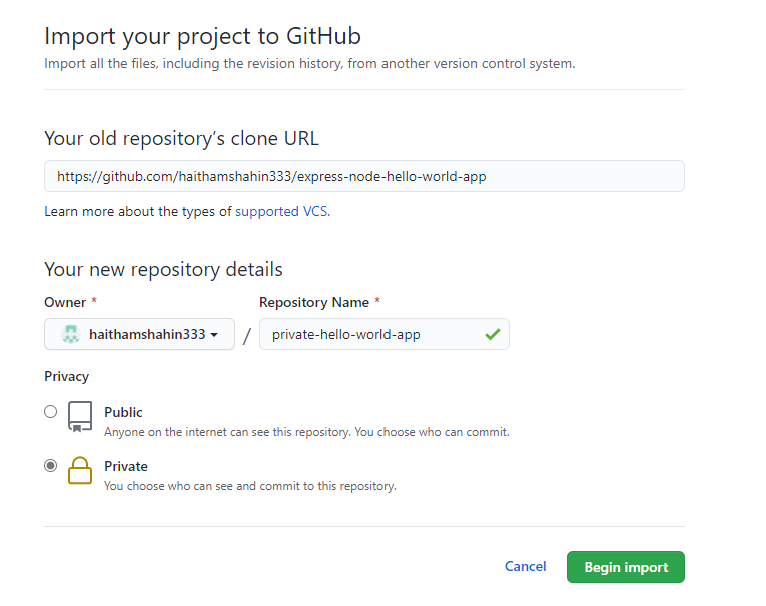 Import your project to GitHub
Import all the files, including the revision history, from another version control system.
Your old repository’s clone URL
https://github.com/haithamshahin333/express-node-hello-world-app
Learn more about the types of supported VCS.
Your new repository details
Owner * Repository Name *
haithamshahin333 / private-hello-world-app
Privacy
Public
Anyone on the internet can see this repository. You choose who can commit.
Private
You choose who can see and commit to this repository.
Cancel Begin import